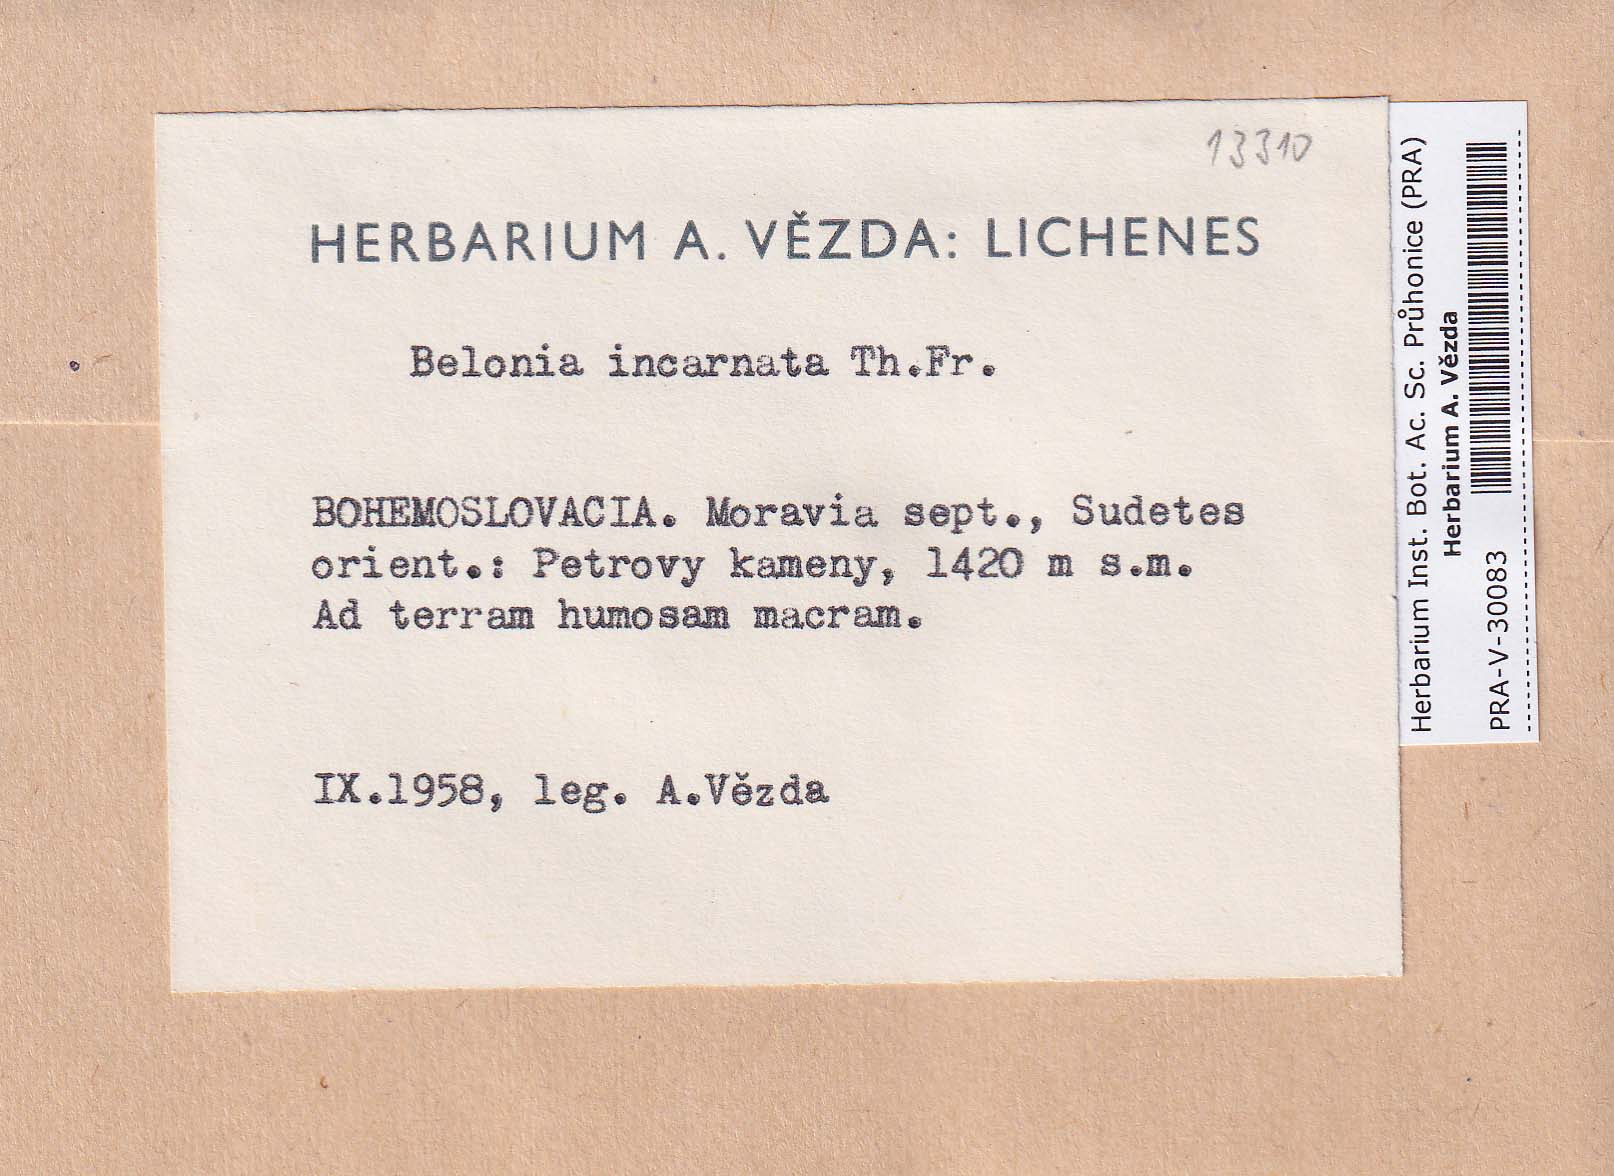 13310
HERBARIUM A. VĚZDA: LICHENES
Belonia incarnata Th.Fr.
BOHEMOSLOVACIA. Moravia sept., Sudetes
orient.: Petrovy kameny, 1420 m s.m.
Ad terram humosam macram.
IX.1958, leg. A.Vězda
Herbarium Inst. Bot. Ac. Sc. Průhonice (PRA)
Herbarium A. Vězda
PRA-V-30083